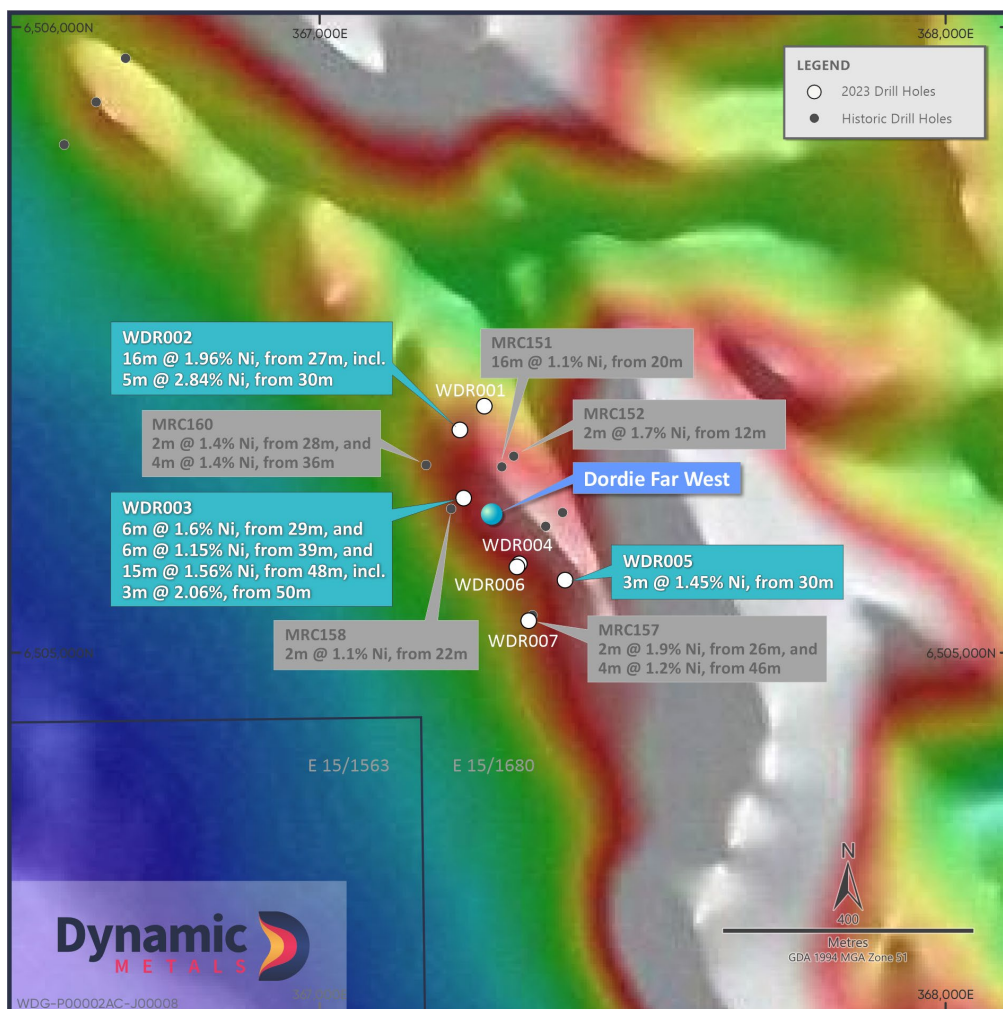 6,506,000N
367,000E
368,000E
LEGEND
2023 Drill Holes
Historic Drill Holes
WDR002
16m @ 1.96% Ni, from 27m, incl.
5m @ 2.84% Ni, from 30m
MRC151
16m @ 1.1% Ni, from 20m
WDR001
MRC160
2m @ 1.4% Ni, from 28m, and
4m @ 1.4% Ni, from 36m
MRC152
2m @ 1.7% Ni, from 12m
Dordie Far West
WDR003
6m @ 1.6% Ni, from 29m, and
6m @ 1.15% Ni, from 39m, and
15m @ 1.56% Ni, from 48m, incl.
3m @ 2.06%, from 50m
WDR004
WDR006
WDR005
3m @ 1.45% Ni, from 30m
MRC158
2m @ 1.1% Ni, from 22m
WDR007
MRC157
2m @ 1.9% Ni, from 26m, and
4m @ 1.2% Ni, from 46m
6,505,000N
6,505,000N
E 15/1563
E 15/1680
N
400
Metres
GDA 1994 MGA Zone 51
Dynamic
METALS
WDG-P00002AC-J00008
367,000E
368,000E